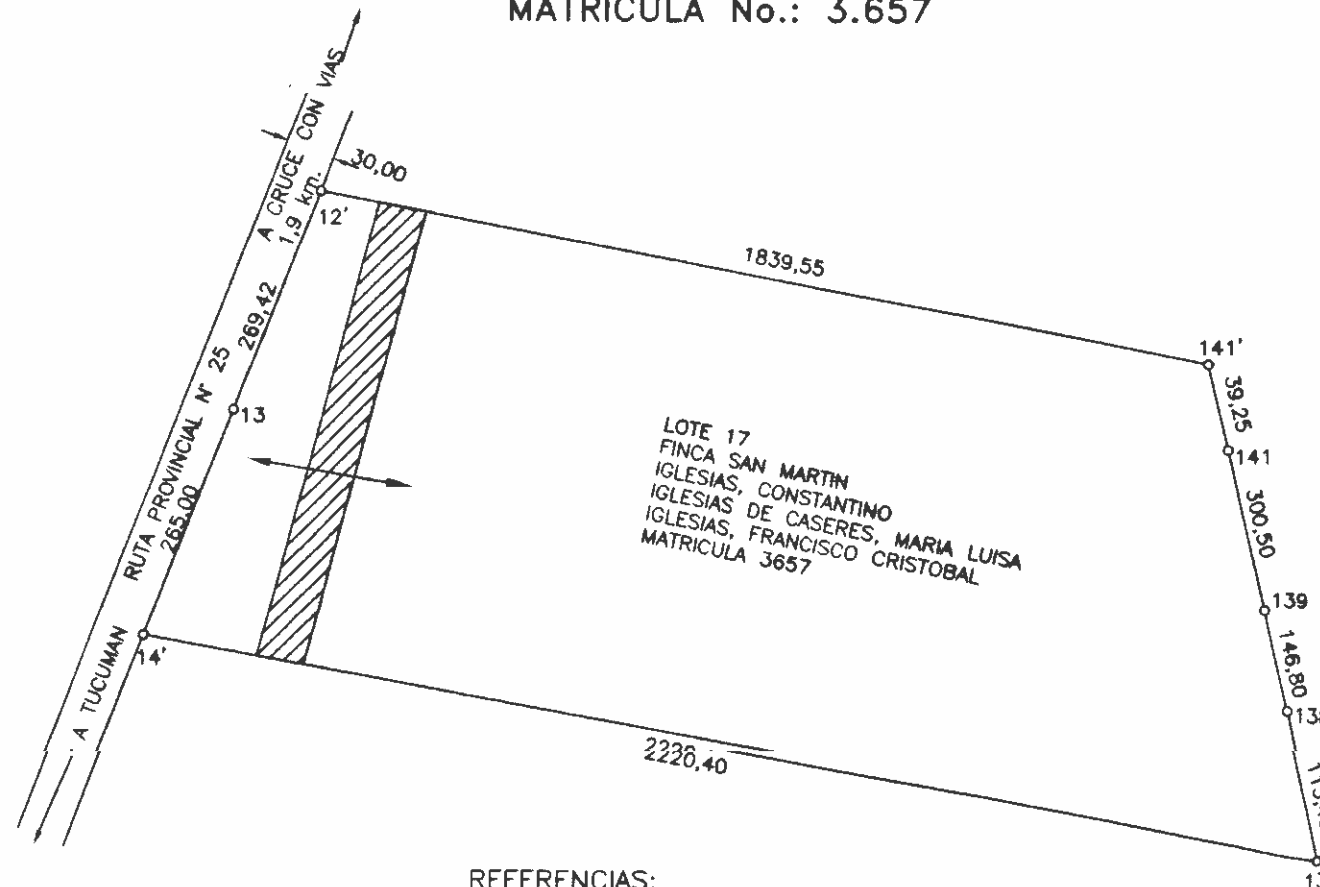 MATRICULA No.: 3.657
A CRUCE CON VIAS
1,9 km.
30,00
12'
1839,55
141'
39,25
141
269,42
13
RUTA PROVINCIAL N° 25
265,00
300,50
LOTE 17
FINCA SAN MARTIN
IGLESIAS, CONSTANTINO
IGLESIAS DE CASERES, MARIA LUISA
IGLESIAS, FRANCISCO CRISTOBAL
MATRICULA 3657
139
146,80
14'
A TUCUMAN
2220,40
REFERENCIAS: